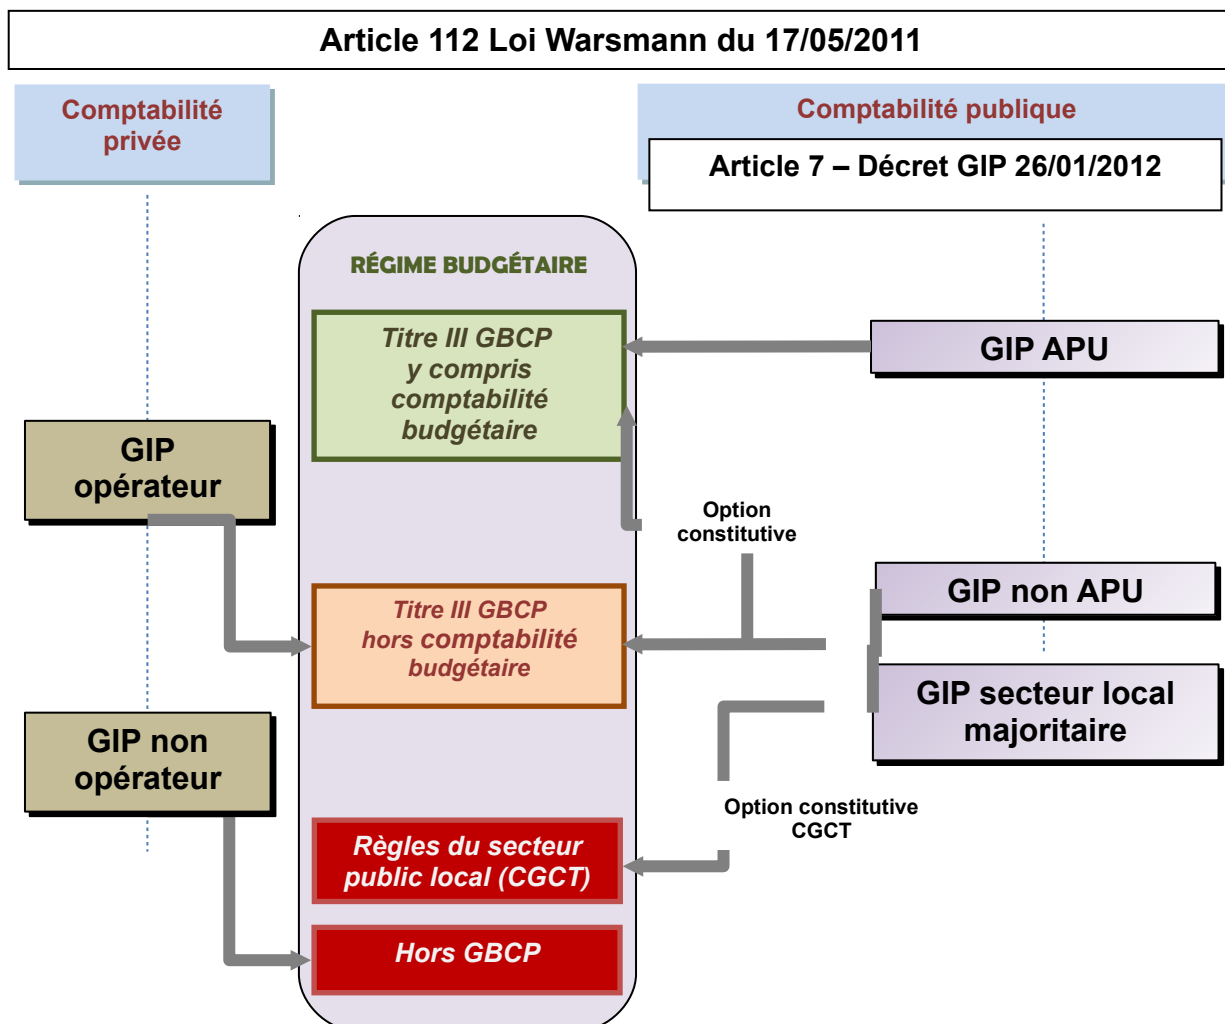 Article 112 Loi Warsmann du 17/05/2011
Comptabilité
privée
Comptabilité publique
Article 7 – Décret GIP 26/01/2012
RÉGIME BUDGÉTAIRE
Titre III GBCP
y compris
comptabilité
budgétaire
GIP APU
GIP
opérateur
Option
constitutive
GIP non APU
Titre III GBCP
hors comptabilité
budgétaire
GIP secteur local
majoritaire
GIP non
opérateur
Option constitutive
CGCT
Règles du secteur
public local (CGCT)
Hors GBCP